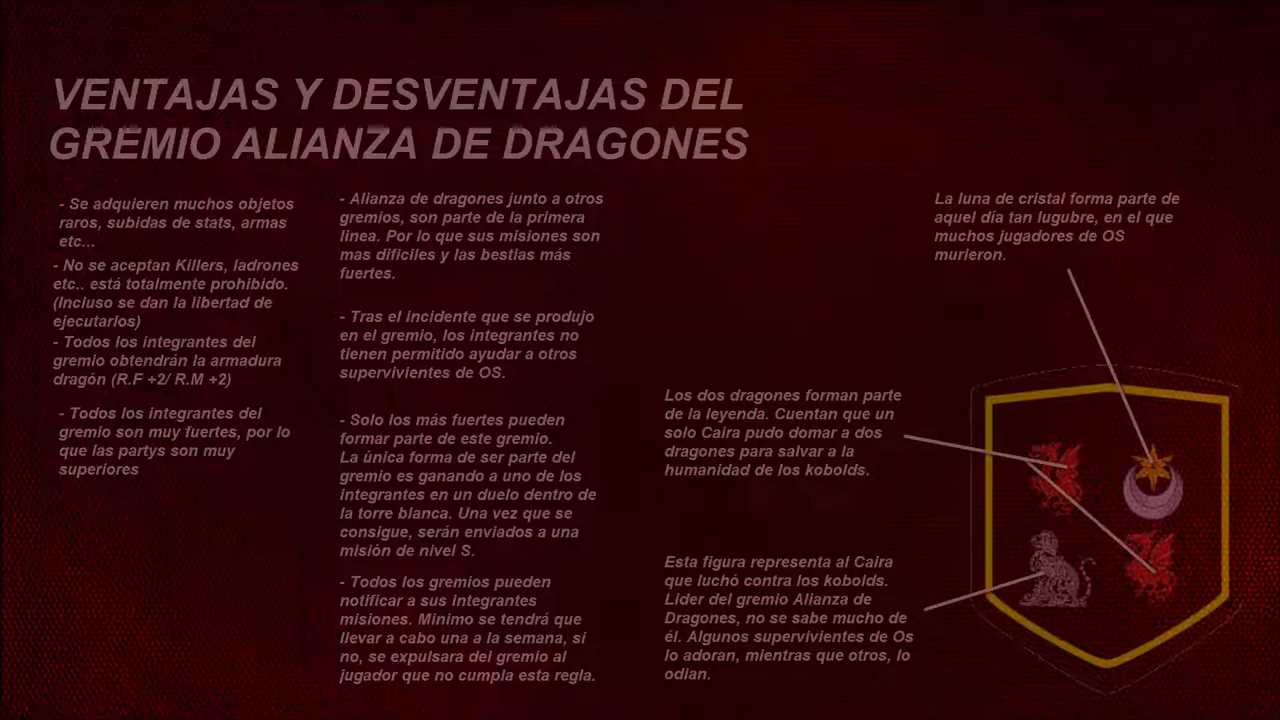 VENTAJAS Y DESVENTAJAS DEL
GREMIO ALIANZA DE DRAGONES
- Se adquieren muchos objetos
raros, subidas de stats, armas
etc...
- No se aceptan Killers, ladrones
etc.. está totalmente prohibido.
(Incluso se dan la libertad de
ejecutarlos)
- Todos los integrantes del
gremio obtendrán la armadura
dragón (R.F +2/ R.M +2)
- Todos los integrantes del
gremio son muy fuertes, por lo
que las partys son muy
superiores
- Alianza de dragones junto a otros
gremios, son parte de la primera
linea. Por lo que sus misiones son
mas dificiles y las bestias más
fuertes.
- Tras el incidente que se produjo
en el gremio, los integrantes no
tienen permitido ayudar a otros
supervivientes de OS.
- Solo los más fuertes pueden
formar parte de este gremio.
La única forma de ser parte del
gremio es ganando a uno de los
integrantes en un duelo dentro de
la torre blanca. Una vez que se
consigue, serán enviados a una
misión de nivel S.
- Todos los gremios pueden
notificar a sus integrantes
misiones. Minimo se tendrá que
llevar a cabo una a la semana, si
no, se expulsara del gremio al
jugador que no cumpla esta regla.
Los dos dragones forman parte
de la leyenda. Cuentan que un
solo Caira pudo domar a dos
dragones para salvar a la
humanidad de los kobolds.
Esta figura representa al Caira
que luchó contra los kobolds.
Lider del gremio Alianza de
Dragones, no se sabe mucho de
él. Algunos supervivientes de Os
lo adoran, mientras que otros, lo
odian.
La luna de cristal forma parte de
aquel día tan lugubre, en el que
muchos jugadores de OS
murieron.